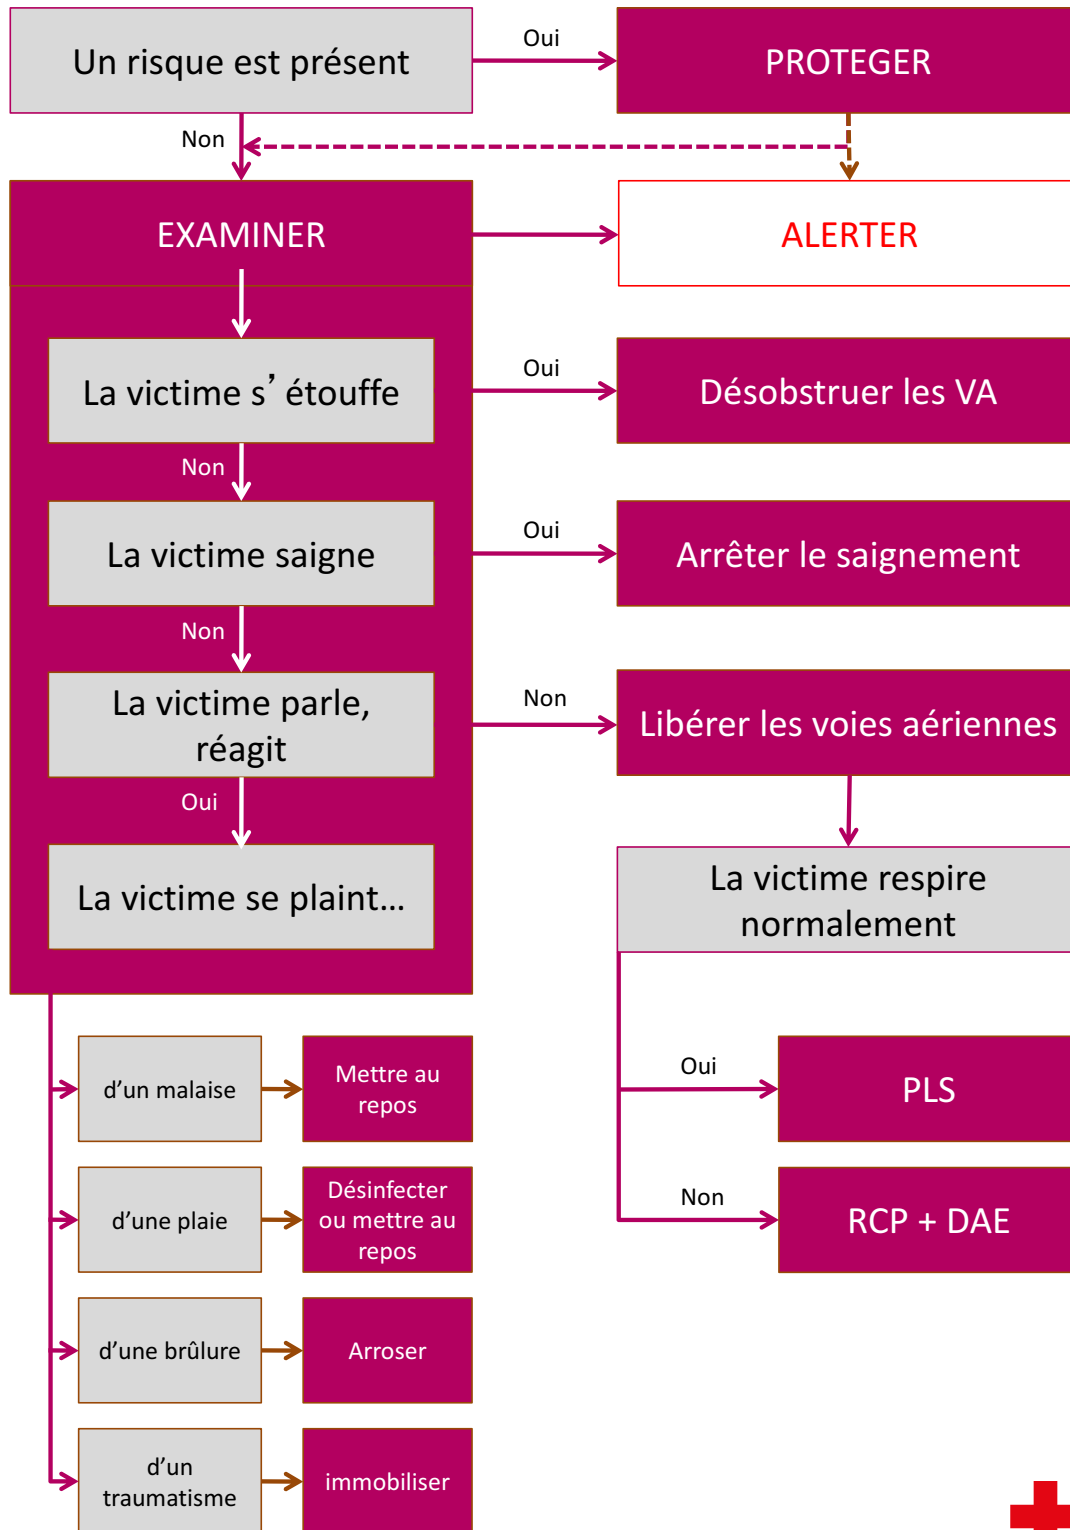 Un risque est présent
Oui
PROTEGER
Non
EXAMINER
ALERTER
La victime s’ étouffe
Oui
Désobstruer les VA
Non
La victime saigne
Oui
Arrêter le saignement
Non
La victime parle,
réagit
Non
Libérer les voies aériennes
Oui
La victime se plaint…
La victime respire
normalement
d’un malaise
Mettre au
repos
Oui
PLS
d’une plaie
Désinfecter
ou mettre au
repos
Non
RCP + DAE
d’une brûlure
Arroser
d’un
traumatisme
immobiliser